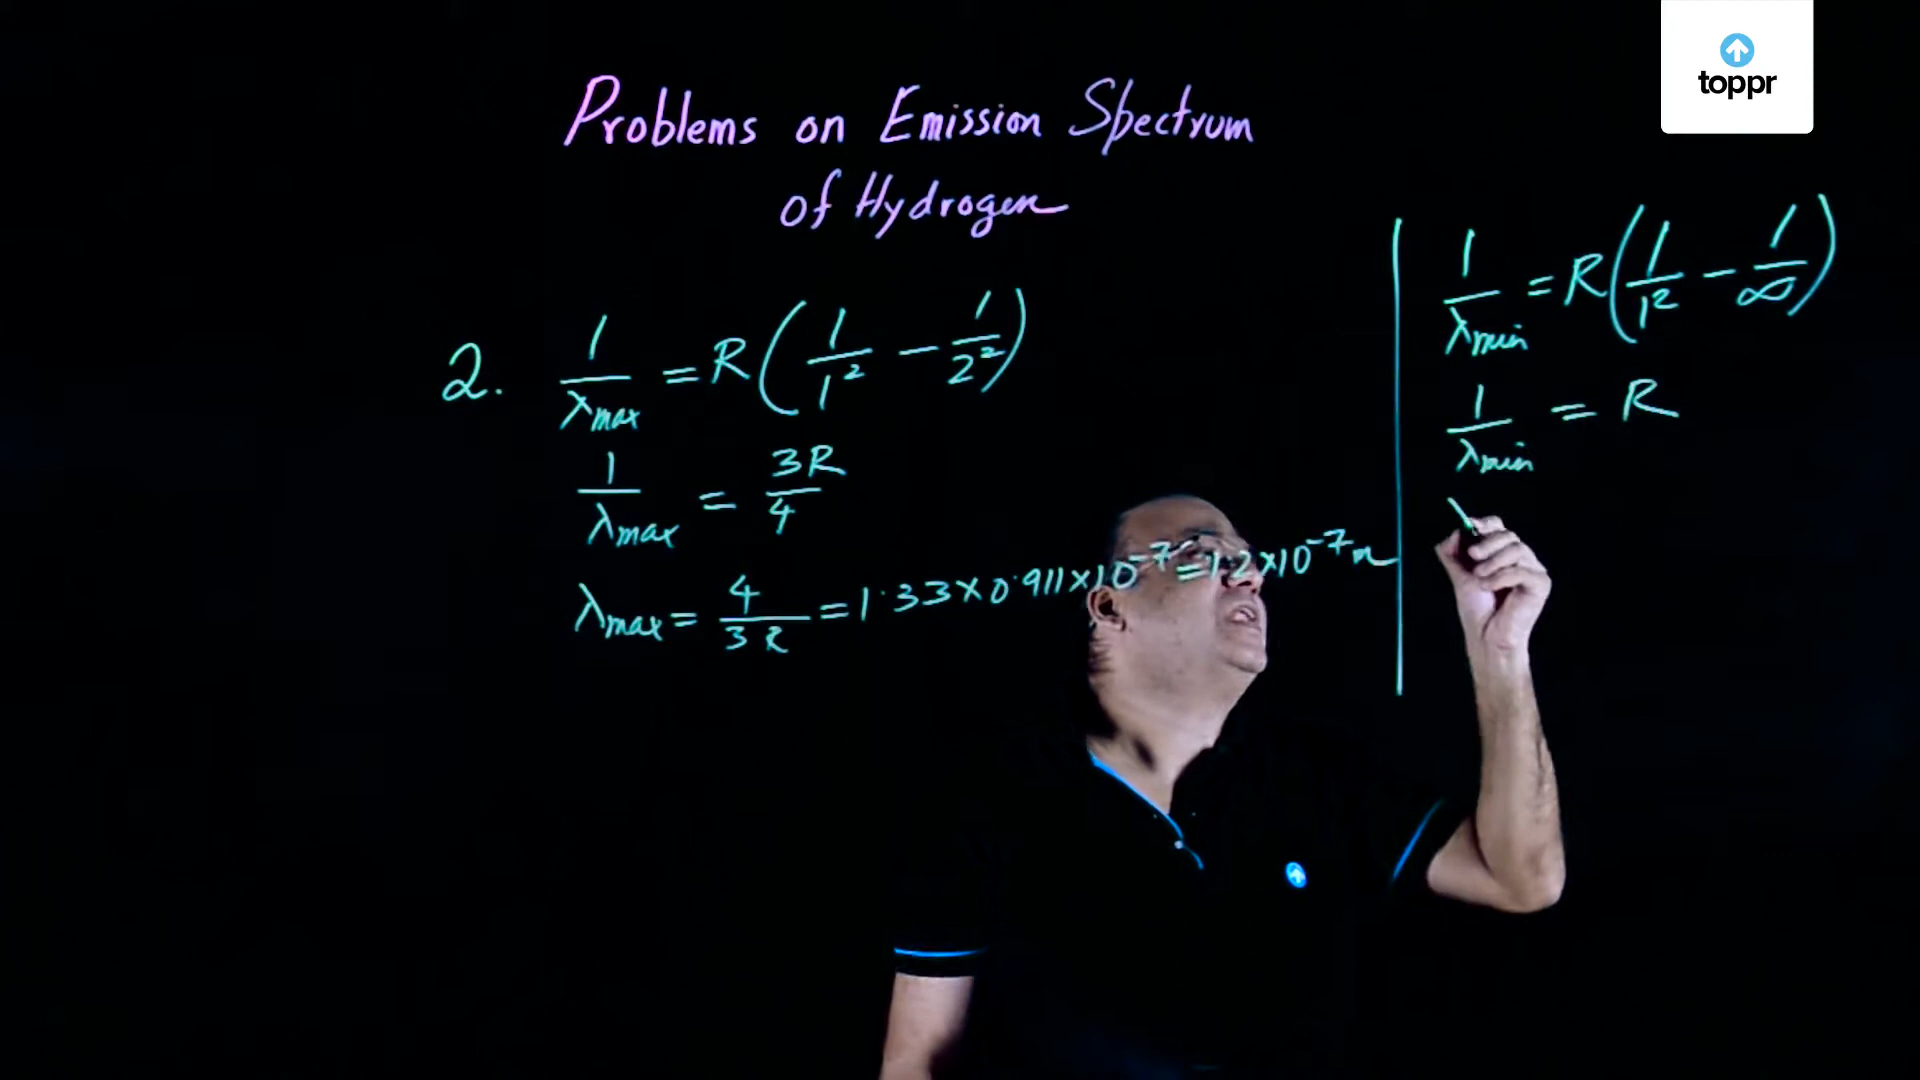 toppr
Problems on Emission Spectrum
of Hydrogen
2. 1/λmax = R(1/1² − 1/2²)
1/λmax = 3R/4
λmax = 4/3R = 1.33×0.911×10⁻⁷ = 1.2×10⁻⁷m
1/λmin = R(1/1² − 1/∞)
1/λmin = R